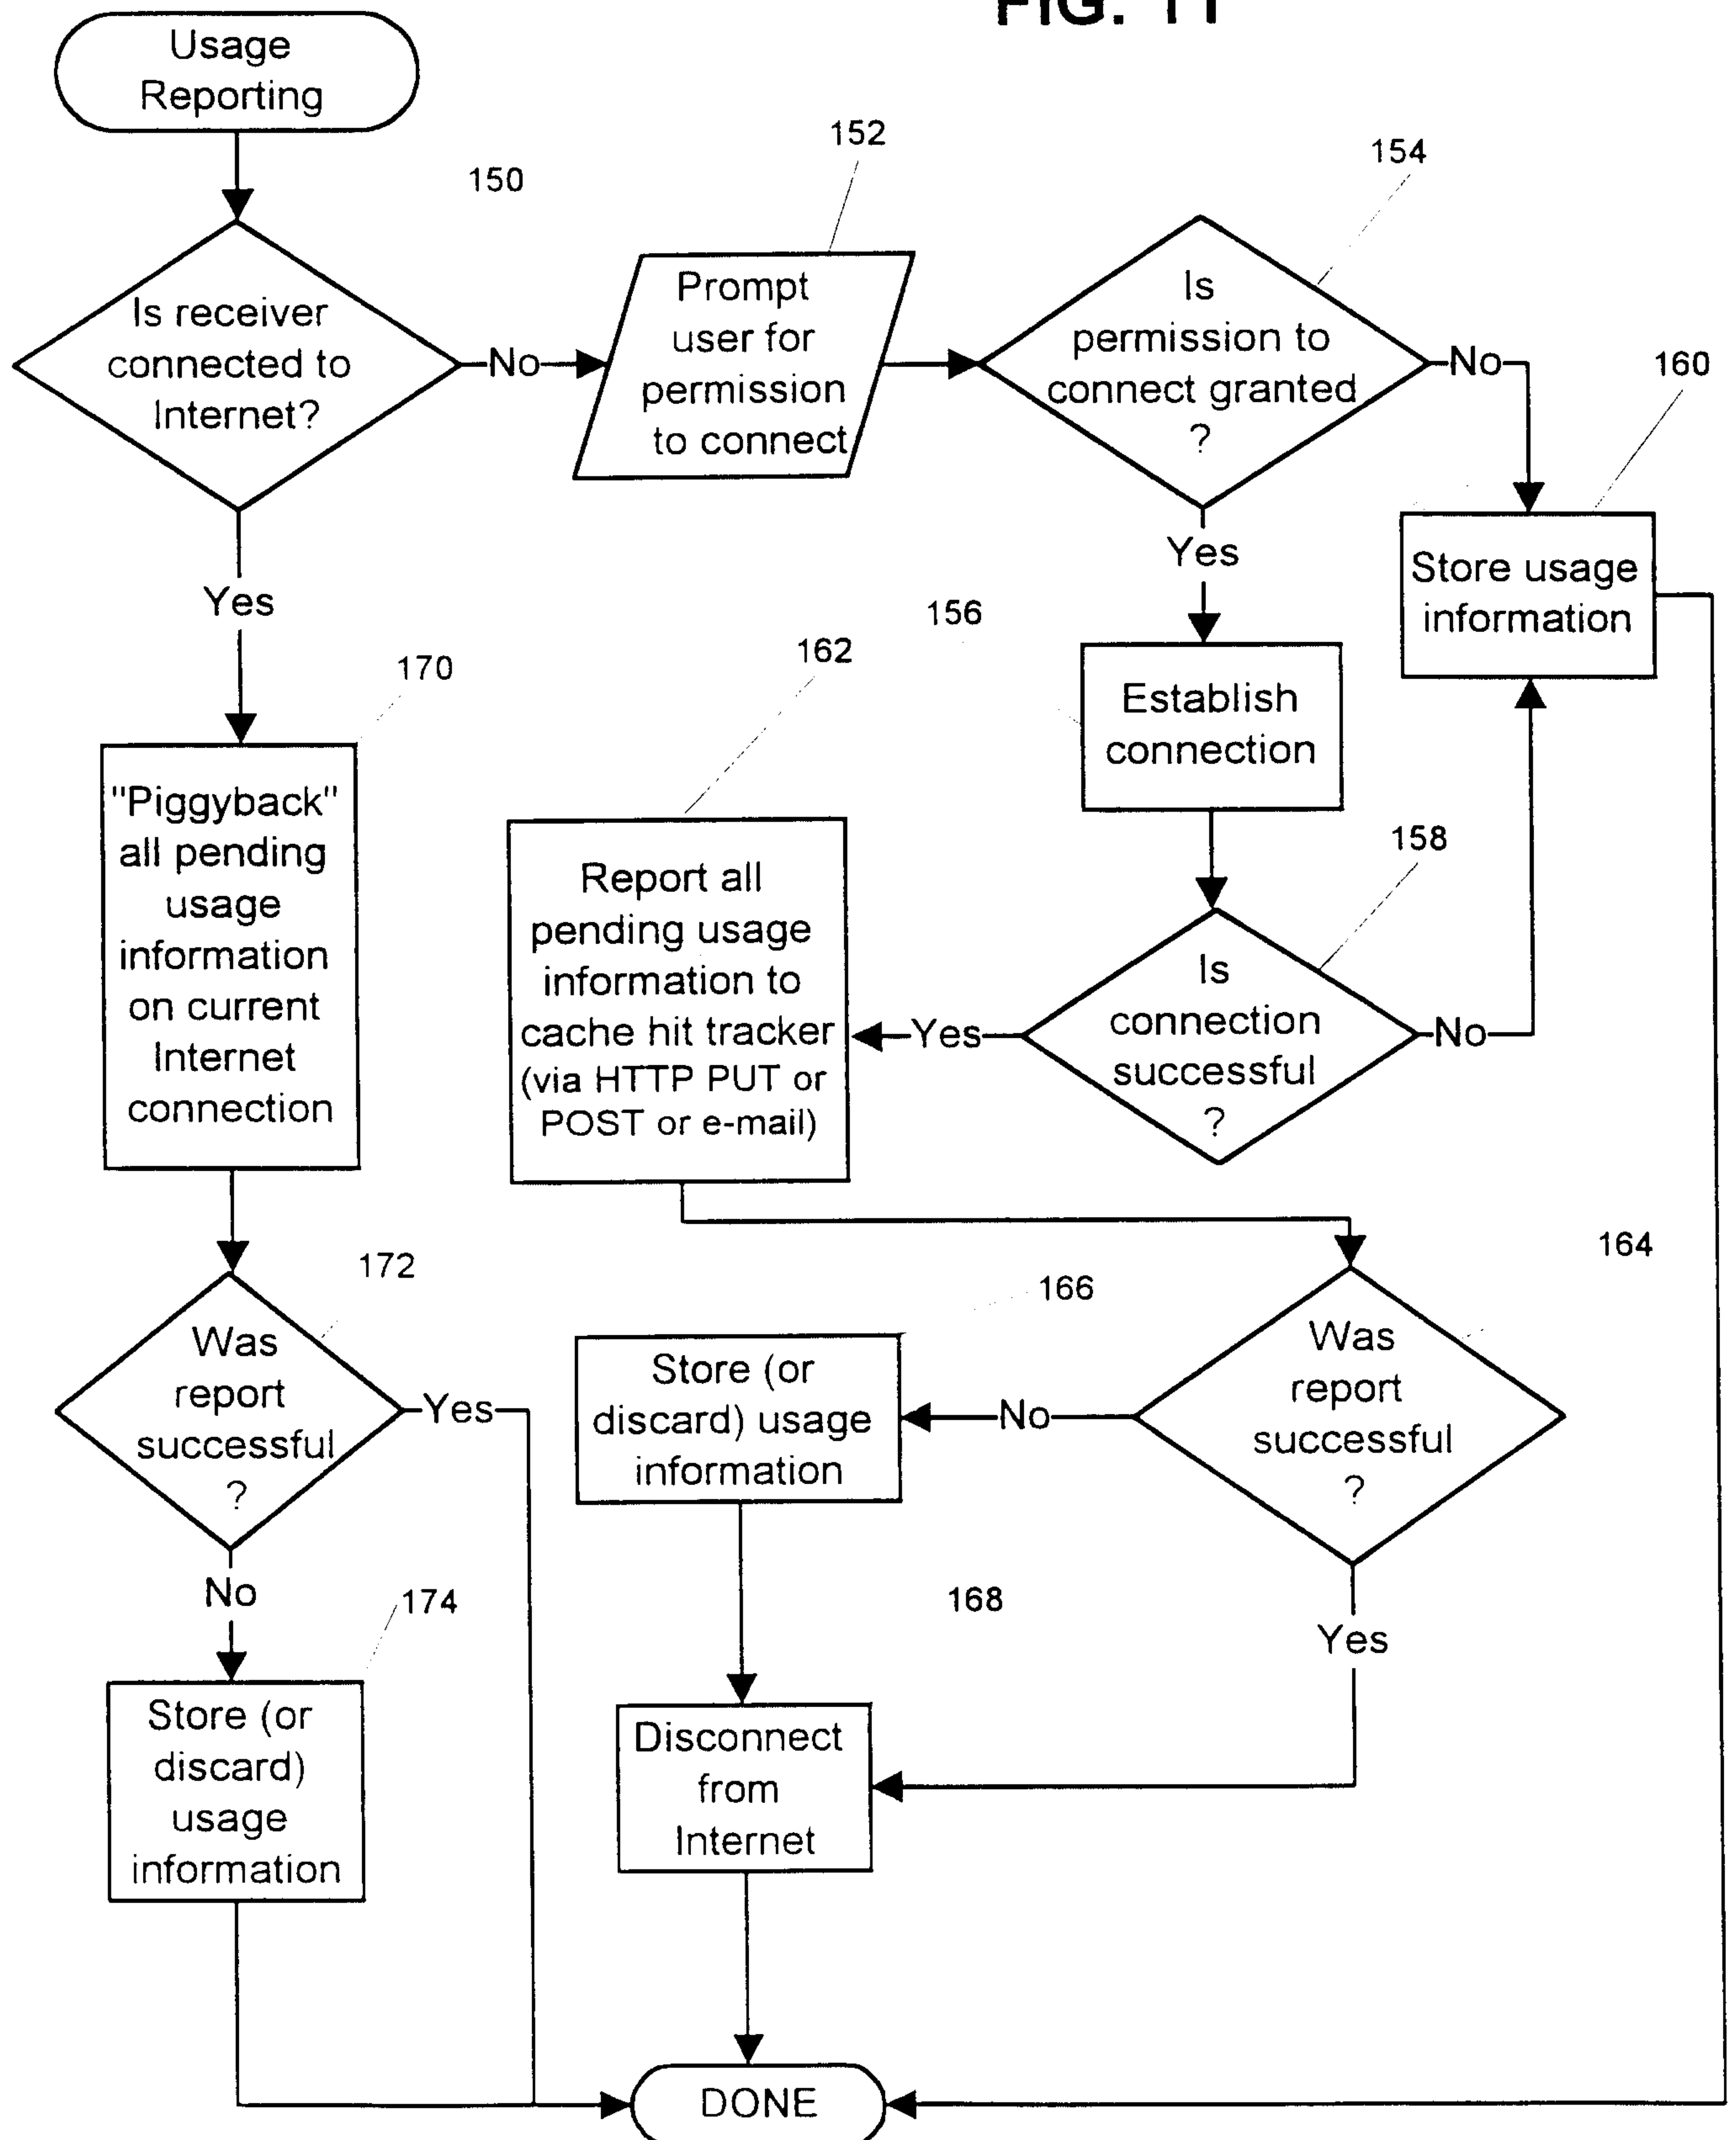 FIG. 11
Usage
Reporting
150
152
154
Is receiver
connected to
Internet?
No
Prompt
user for
permission
to connect
Is
permission to
connect granted
?
No
160
Yes
Yes
Store usage
information
156
162
170
Establish
connection
"Piggyback"
all pending
usage
information
on current
Internet
connection
Report all
pending usage
information to
cache hit tracker
(via HTTP PUT or
POST or e-mail)
158
Yes
Is
connection
successful
?
No
172
164
166
Was
report
successful
?
Yes
Store (or
discard) usage
information
No
Was
report
successful
?
No
174
168
Yes
Store (or
discard)
usage
information
Disconnect
from
Internet
DONE